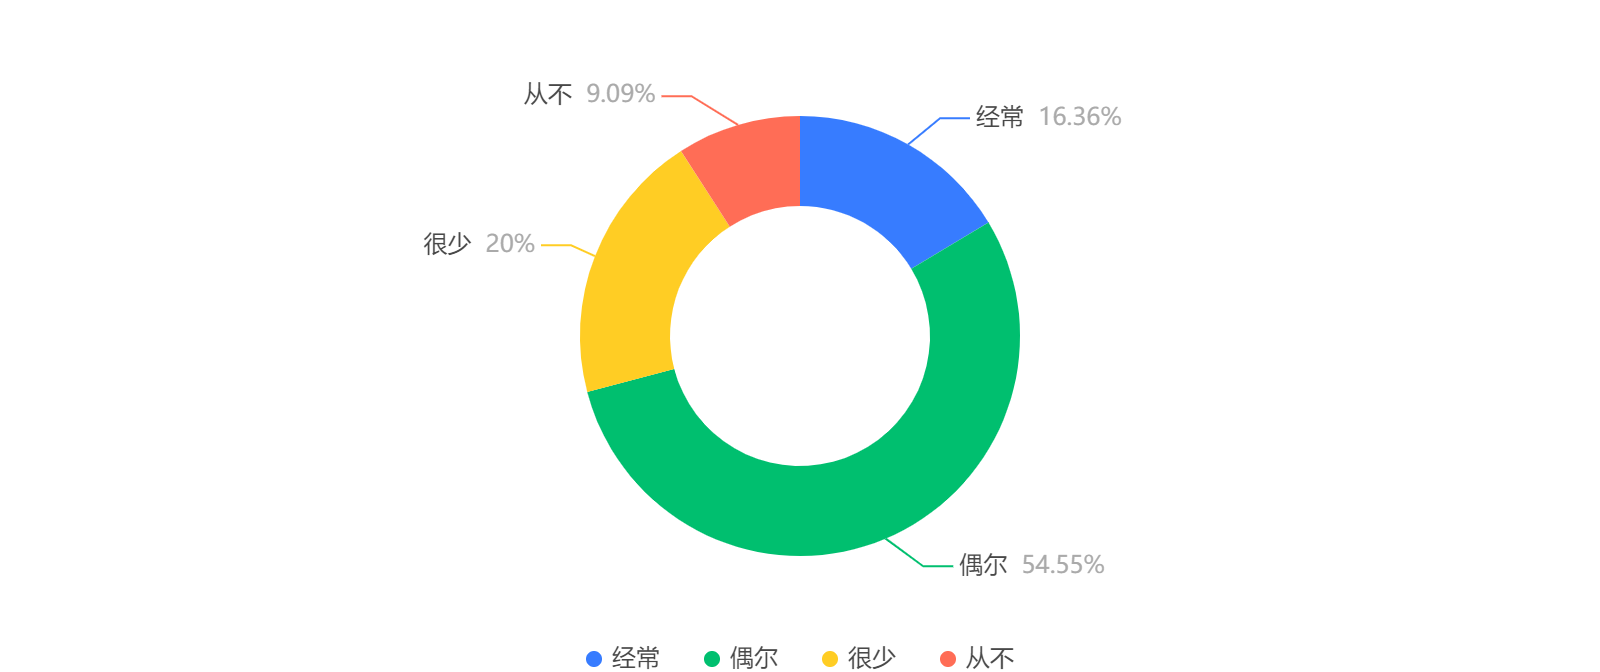 从不 9.09%
经常 16.36%
很少 20%
偶尔 54.55%
经常 偶尔 很少 从不